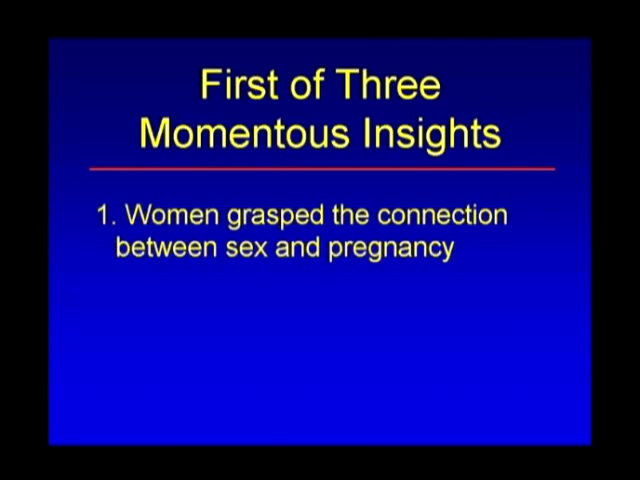 First of Three
Momentous Insights
1. Women grasped the connection
between sex and pregnancy